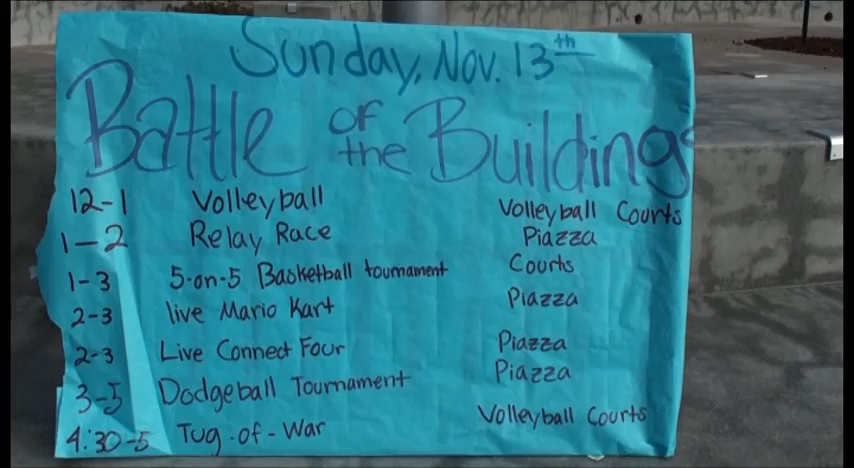 Sunday, Nov. 13th
Battle of the Buildings
12-1 Volleyball Volleyball Courts
1-2 Relay Race Piazza
1-3 5-on-5 Basketball tournament Courts
2-3 live Mario Kart Piazza
2-3 Live Connect Four Piazza
3-5 Dodgeball Tournament Piazza
4:30-5 Tug-of-War Volleyball Courts